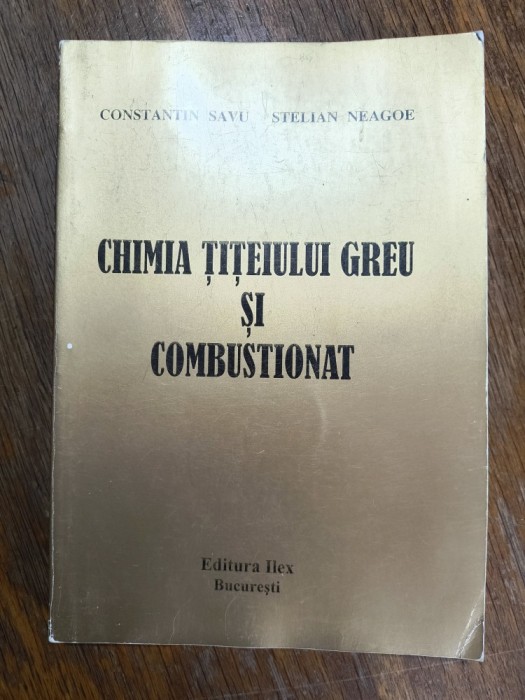 CONSTANTIN SAVU STELIAN NEAGOE
CHIMIA ȚIȚEIULUI GREU
ȘI
COMBUSTIONAT
Editura Ilex
București